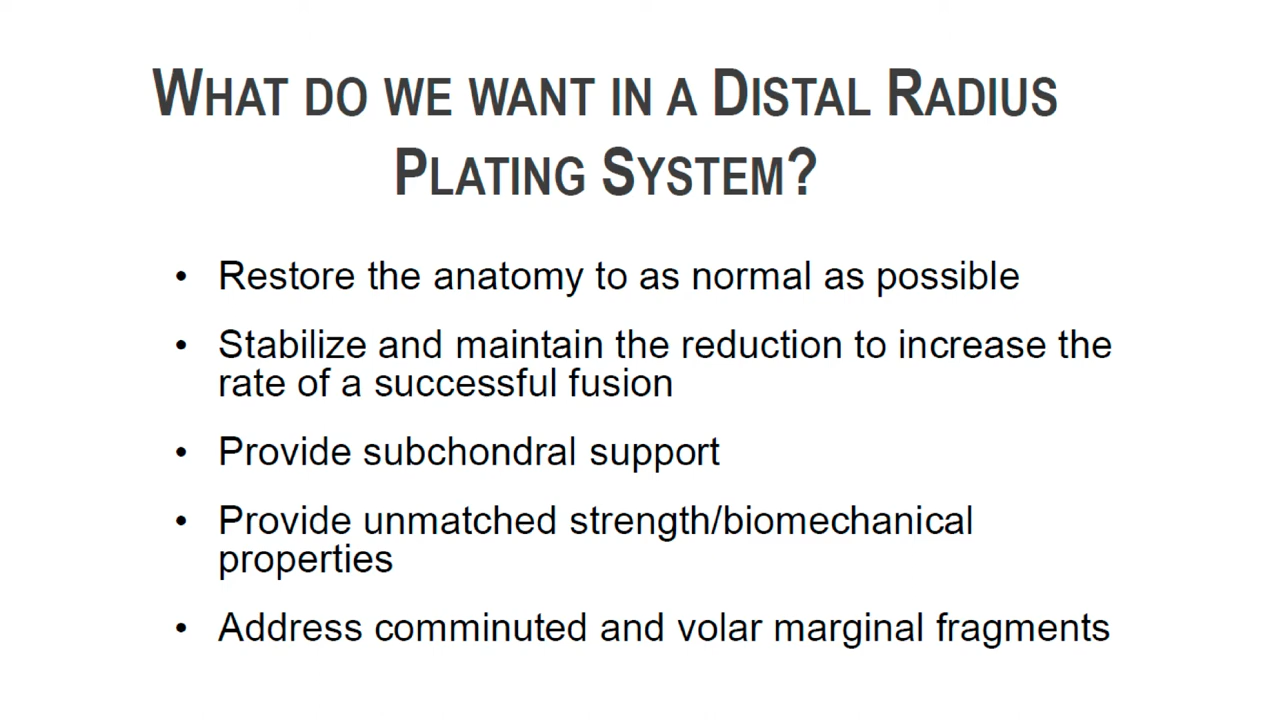 WHAT DO WE WANT IN A DISTAL RADIUS
PLATING SYSTEM?
• Restore the anatomy to as normal as possible
• Stabilize and maintain the reduction to increase the
rate of a successful fusion
• Provide subchondral support
• Provide unmatched strength/biomechanical
properties
• Address comminuted and volar marginal fragments